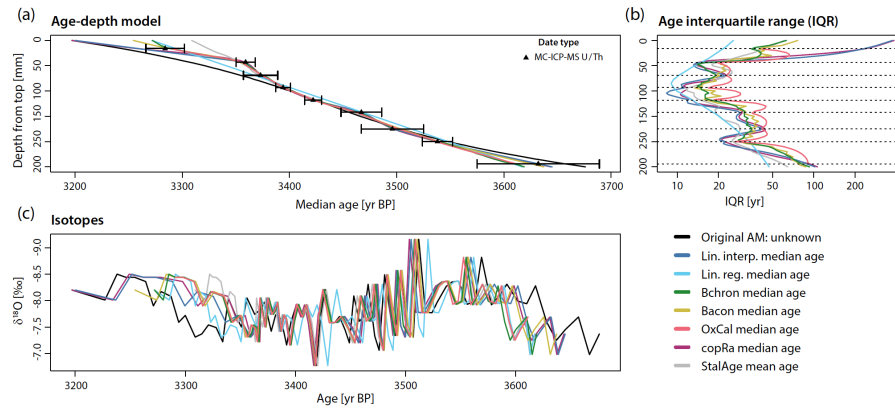 (a) Age-depth model
Date type
MC-ICP-MS U / Th
Depth from top [mm]
0
50
100
150
200
3200 3300 3400 3500 3600 3700
Median age [yr BP]
(b) Age interquartile range (IQR)
0
50
100
150
200
10 20 50 100 200
IQR [yr]
(c) Isotopes
δ¹⁸O [‰]
-9.0
-8.5
-8.0
-7.5
-7.0
3200 3300 3400 3500 3600
Age [yr BP]
Original AM: unknown
Lin. interp. median age
Lin. reg. median age
Bchron median age
Bacon median age
OxCal median age
copRa median age
StalAge mean age